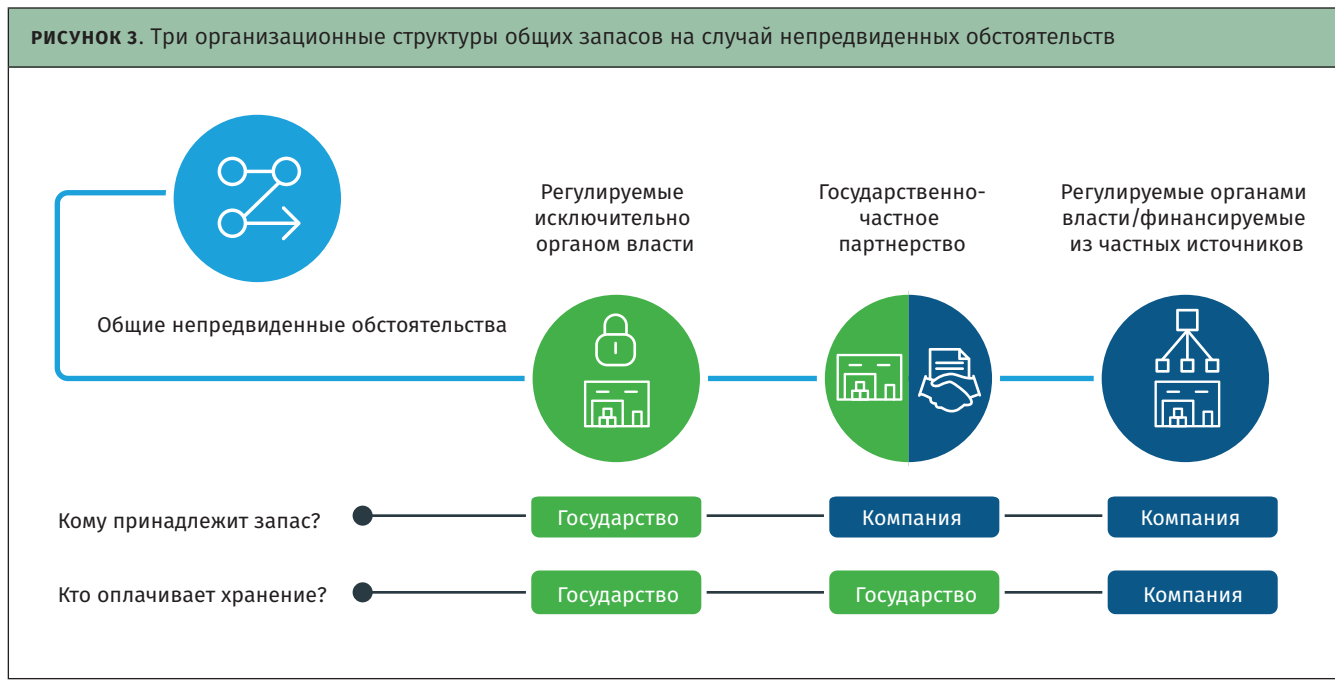 РИСУНОК 3. Три организационные структуры общих запасов на случай непредвиденных обстоятельств
Общие непредвиденные обстоятельства
Регулируемые
исключительно
органом власти
Государственно-
частное
партнерство
Регулируемые органами
власти/финансируемые
из частных источников
Кому принадлежит запас?
Государство
Компания
Компания
Кто оплачивает хранение?
Государство
Государство
Компания